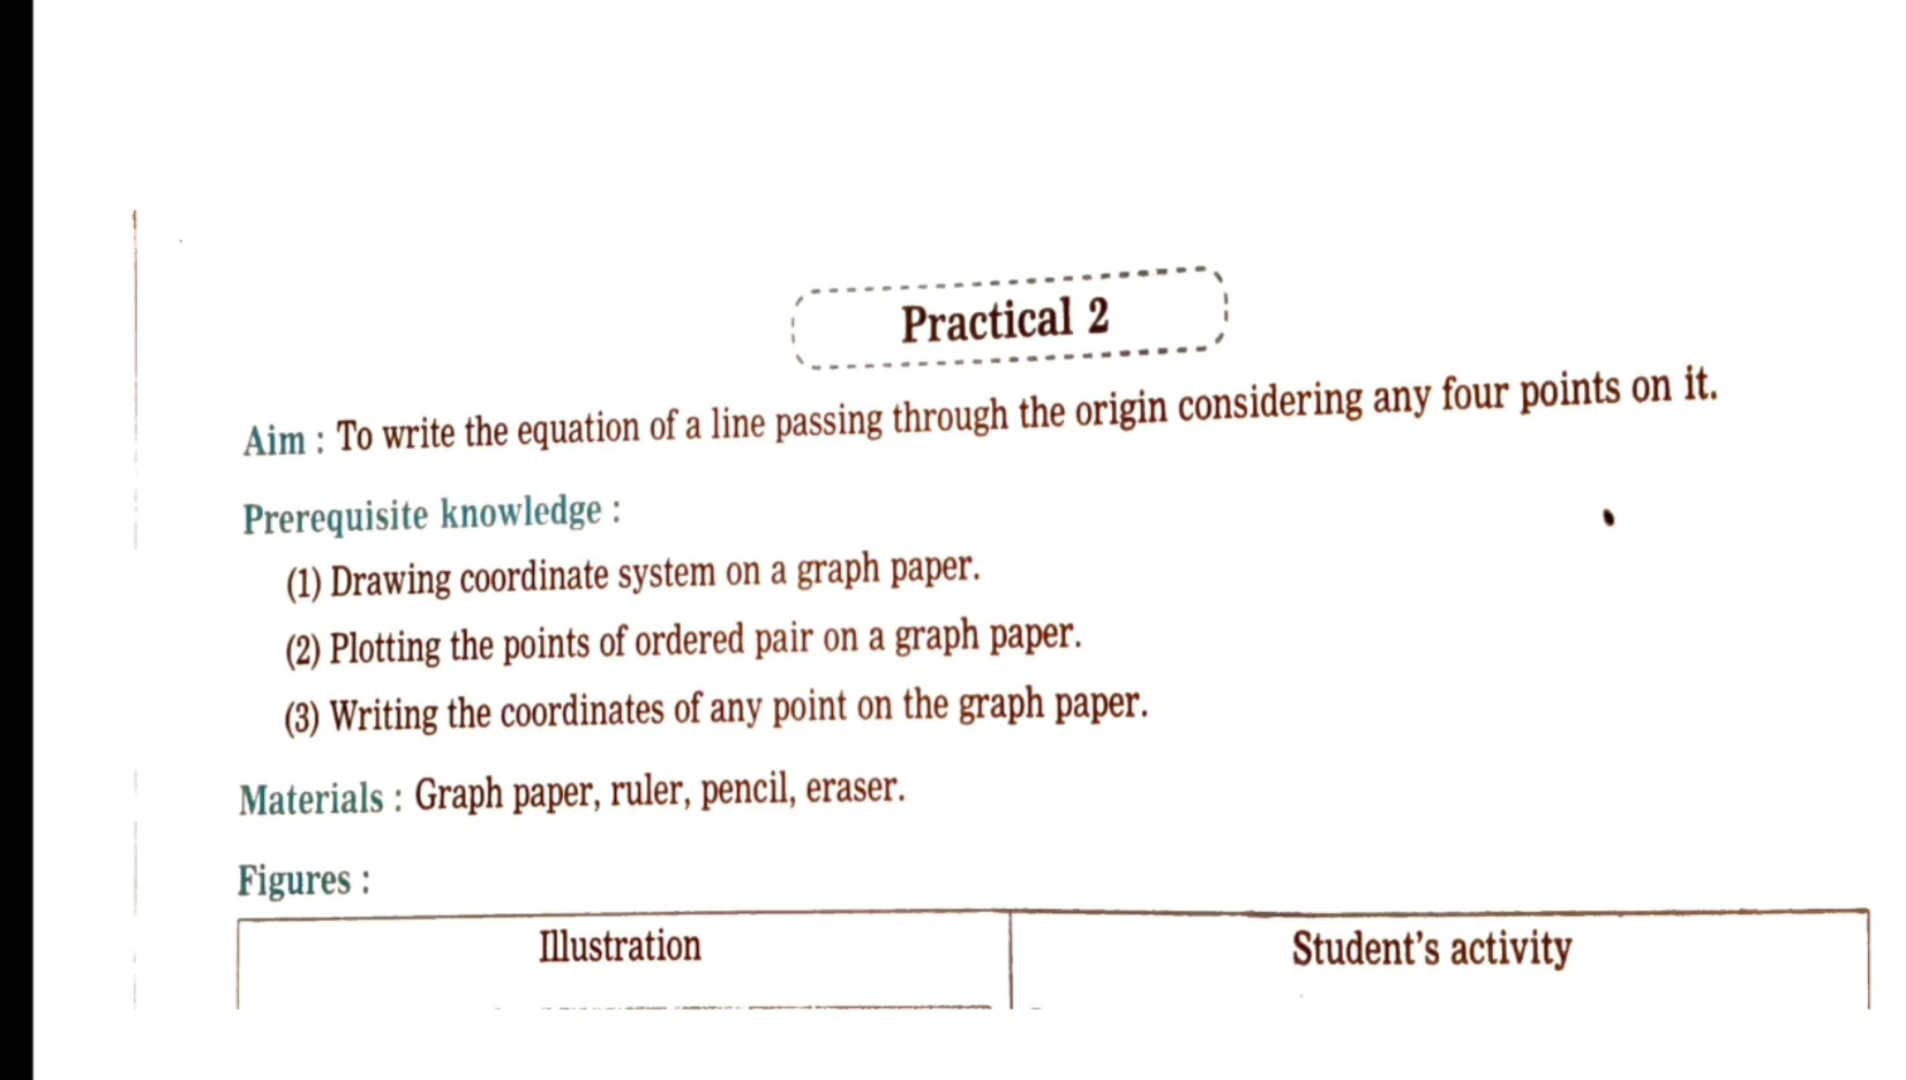 Practical 2
Aim : To write the equation of a line passing through the origin considering any four points on it.
Prerequisite knowledge :
(1) Drawing coordinate system on a graph paper.
(2) Plotting the points of ordered pair on a graph paper.
(3) Writing the coordinates of any point on the graph paper.
Materials : Graph paper, ruler, pencil, eraser.
Figures :
Illustration
Student’s activity